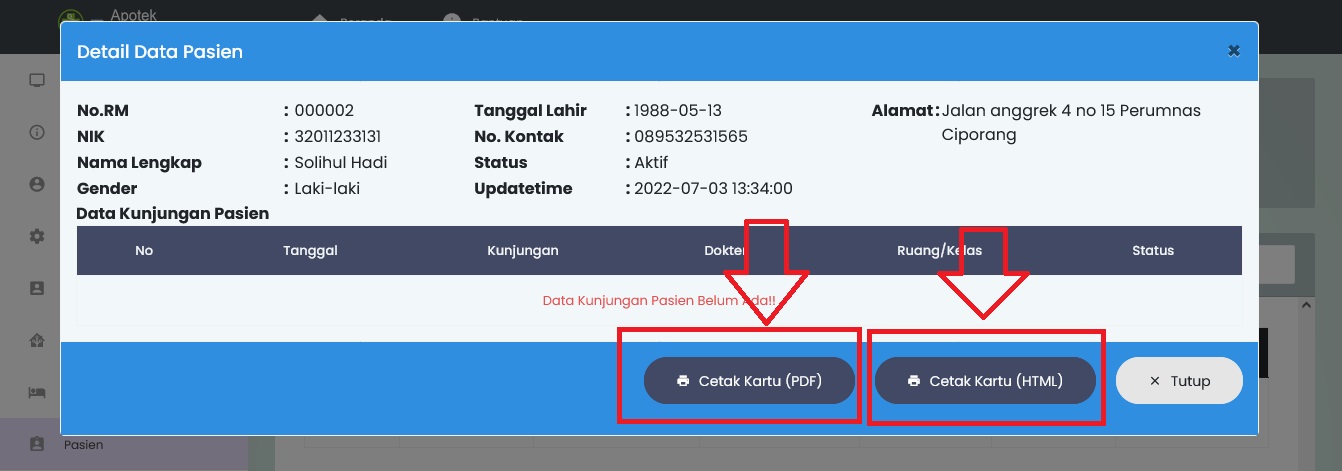 Apotek
Beranda
Bantuan
Detail Data Pasien
No.RM : 000002
NIK : 32011233131
Nama Lengkap : Solihul Hadi
Gender : Laki-laki
Tanggal Lahir : 1988-05-13
No. Kontak : 089532531565
Status : Aktif
Updatetime : 2022-07-03 13:34:00
Alamat : Jalan anggrek 4 no 15 Perumnas
Ciporang
Data Kunjungan Pasien
No Tanggal Kunjungan Dokter Ruang/Kelas Status
Data Kunjungan Pasien Belum Ada!!
Cetak Kartu (PDF) Cetak Kartu (HTML) Tutup
Pasien